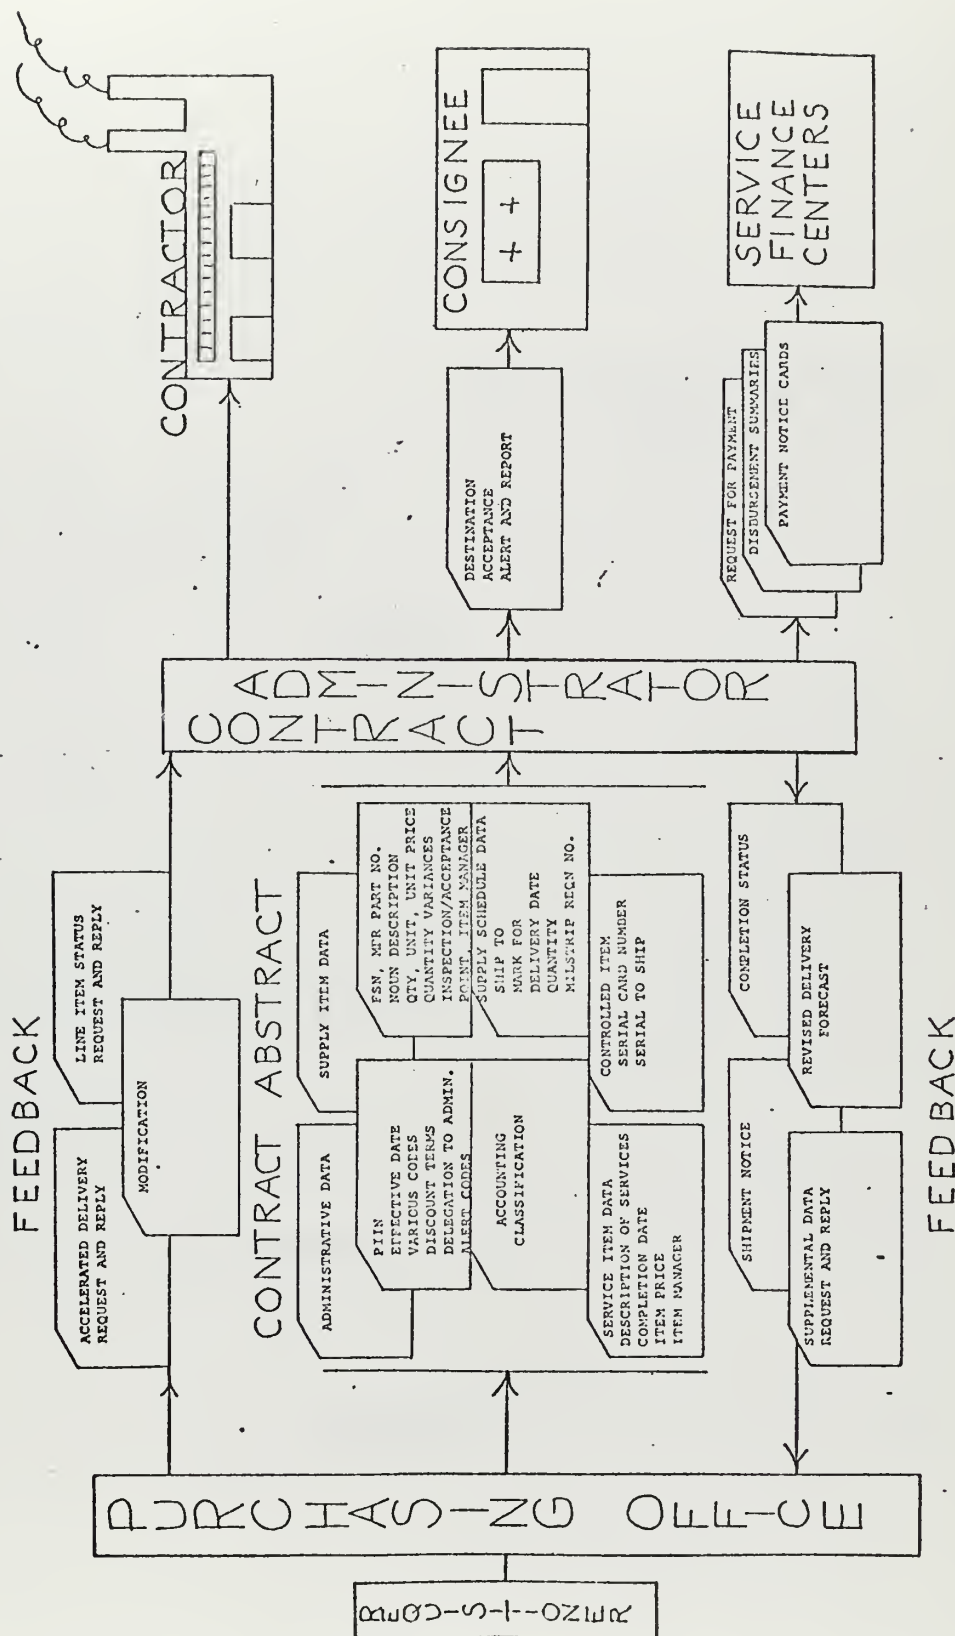 FEEDBACK
ACCELERATED DELIVERY
REQUEST AND REPLY
LINE ITEM STATUS
REQUEST AND REPLY
MODIFICATION
CONTRACT ABSTRACT
ADMINISTRATIVE DATA
SUPPLY ITEM DATA
PIIN
EFFECTIVE DATE
VARIOUS CODES
DISCOUNT TERMS
DELEGATION TO ADMIN.
ALERT CODES
FSN, MFR PART NO.
NOUN DESCRIPTION
QTY, UNIT, UNIT PRICE
QUANTITY VARIANCES
INSPECTION/ACCEPTANCE
POINT, ITEM MANAGER
ACCOUNTING
CLASSIFICATION
SUPPLY SCHEDULE DATA
SHIP TO
MARK FOR
DELIVERY DATE
QUANTITY
MILSTRIP REQN NO.
SERVICE ITEM DATA
DESCRIPTION OF SERVICES
COMPLETION DATE
ITEM PRICE
ITEM MANAGER
CONTROLLED ITEM
SERIAL CARD NUMBER
SERIAL TO SHIP
SHIPMENT NOTICE
COMPLETION STATUS
SUPPLEMENTAL DATA
REQUEST AND REPLY
REVISED DELIVERY
FORECAST
FEEDBACK
REQUISITIONER
PURCHASING OFFICE
CONTRACT
ADMINISTRATOR
CONTRACTOR
DESTINATION
ACCEPTANCE
ALERT AND REPORT
CONSIGNEE
REQUEST FOR PAYMENT
DISBURSEMENT SUMMARIES
PAYMENT NOTICE CARDS
SERVICE
FINANCE
CENTERS